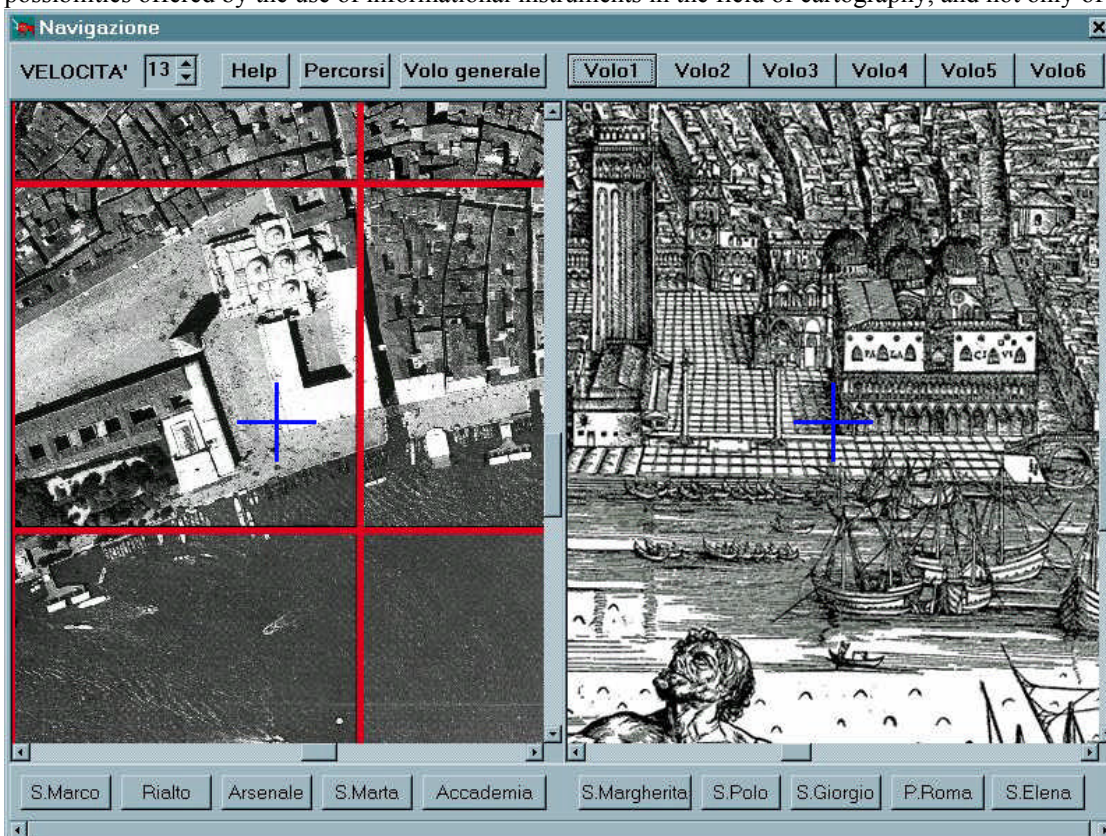 possibilities offered by the use of informational instruments in the field of cartography, and not only of
Navigazione
VELOCITA' 13 Help Percorsi Volo generale Volo1 Volo2 Volo3 Volo4 Volo5 Volo6
PALA CIVI
S.Marco Rialto Arsenale S.Marta Accademia S.Margherita S.Polo S.Giorgio P.Roma S.Elena